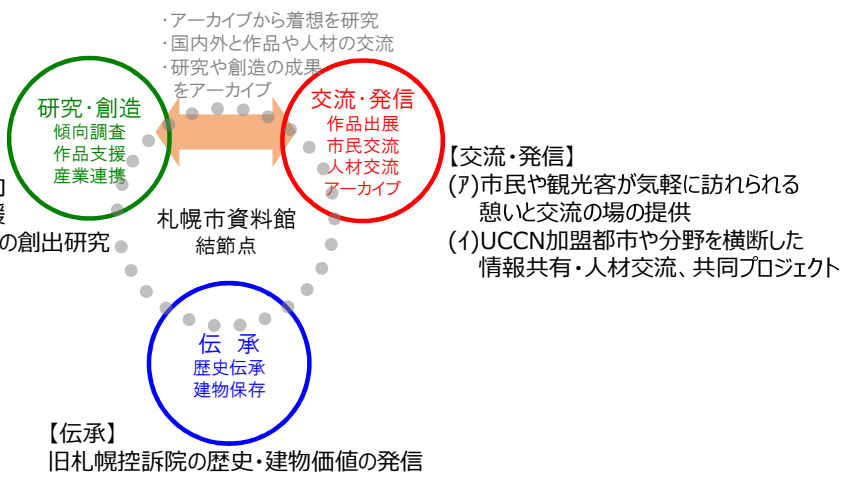 ・アーカイブから着想を研究
・国内外と作品や人材の交流
・研究や創造の成果
をアーカイブ
研究・創造
傾向調査
作品支援
産業連携
交流・発信
作品出展
市民交流
人材交流
アーカイブ
の創出研究
札幌市資料館
結節点
【交流・発信】
(ｱ)市民や観光客が気軽に訪れられる
憩いと交流の場の提供
(ｲ)UCCN加盟都市や分野を横断した
情報共有・人材交流、共同プロジェクト
伝 承
歴史伝承
建物保存
【伝承】
旧札幌控訴院の歴史・建物価値の発信